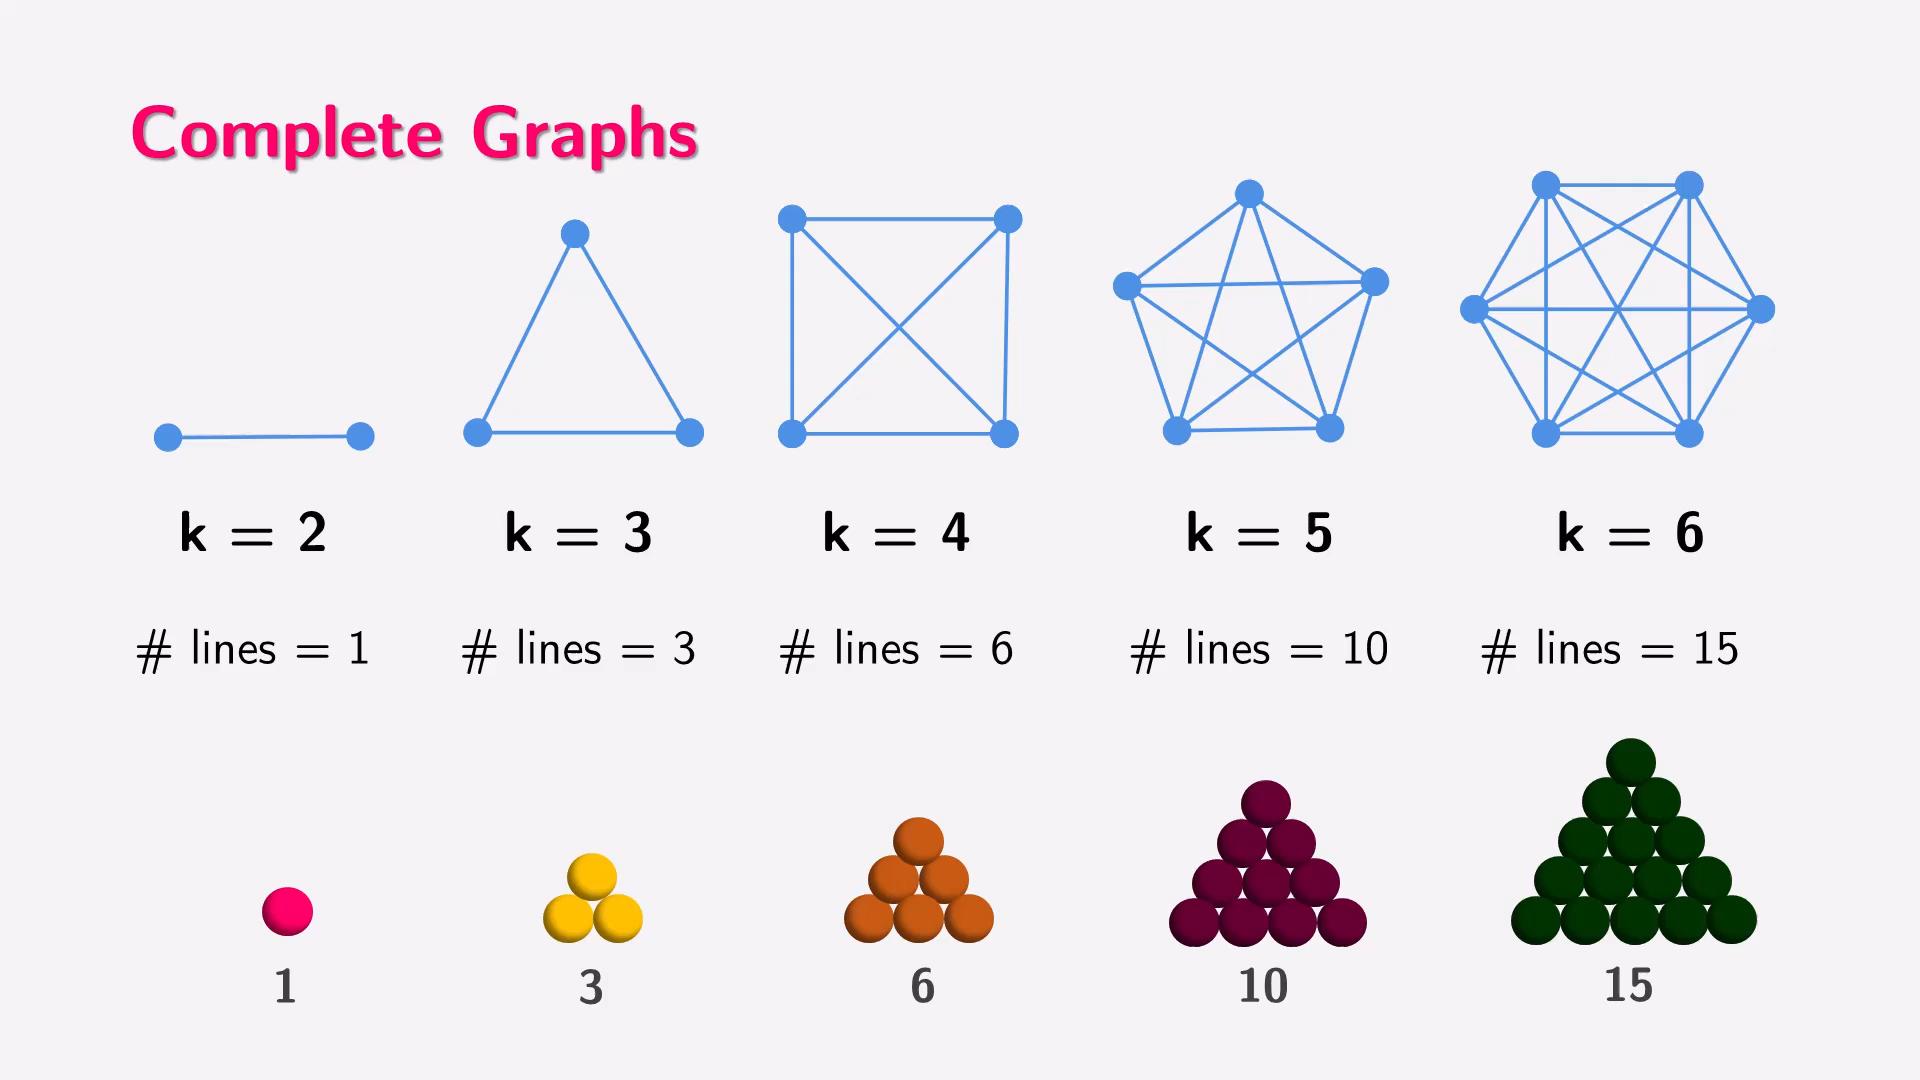 Complete Graphs
k = 2 k = 3 k = 4 k = 5 k = 6
# lines = 1 # lines = 3 # lines = 6 # lines = 10 # lines = 15
1 3 6 10 15